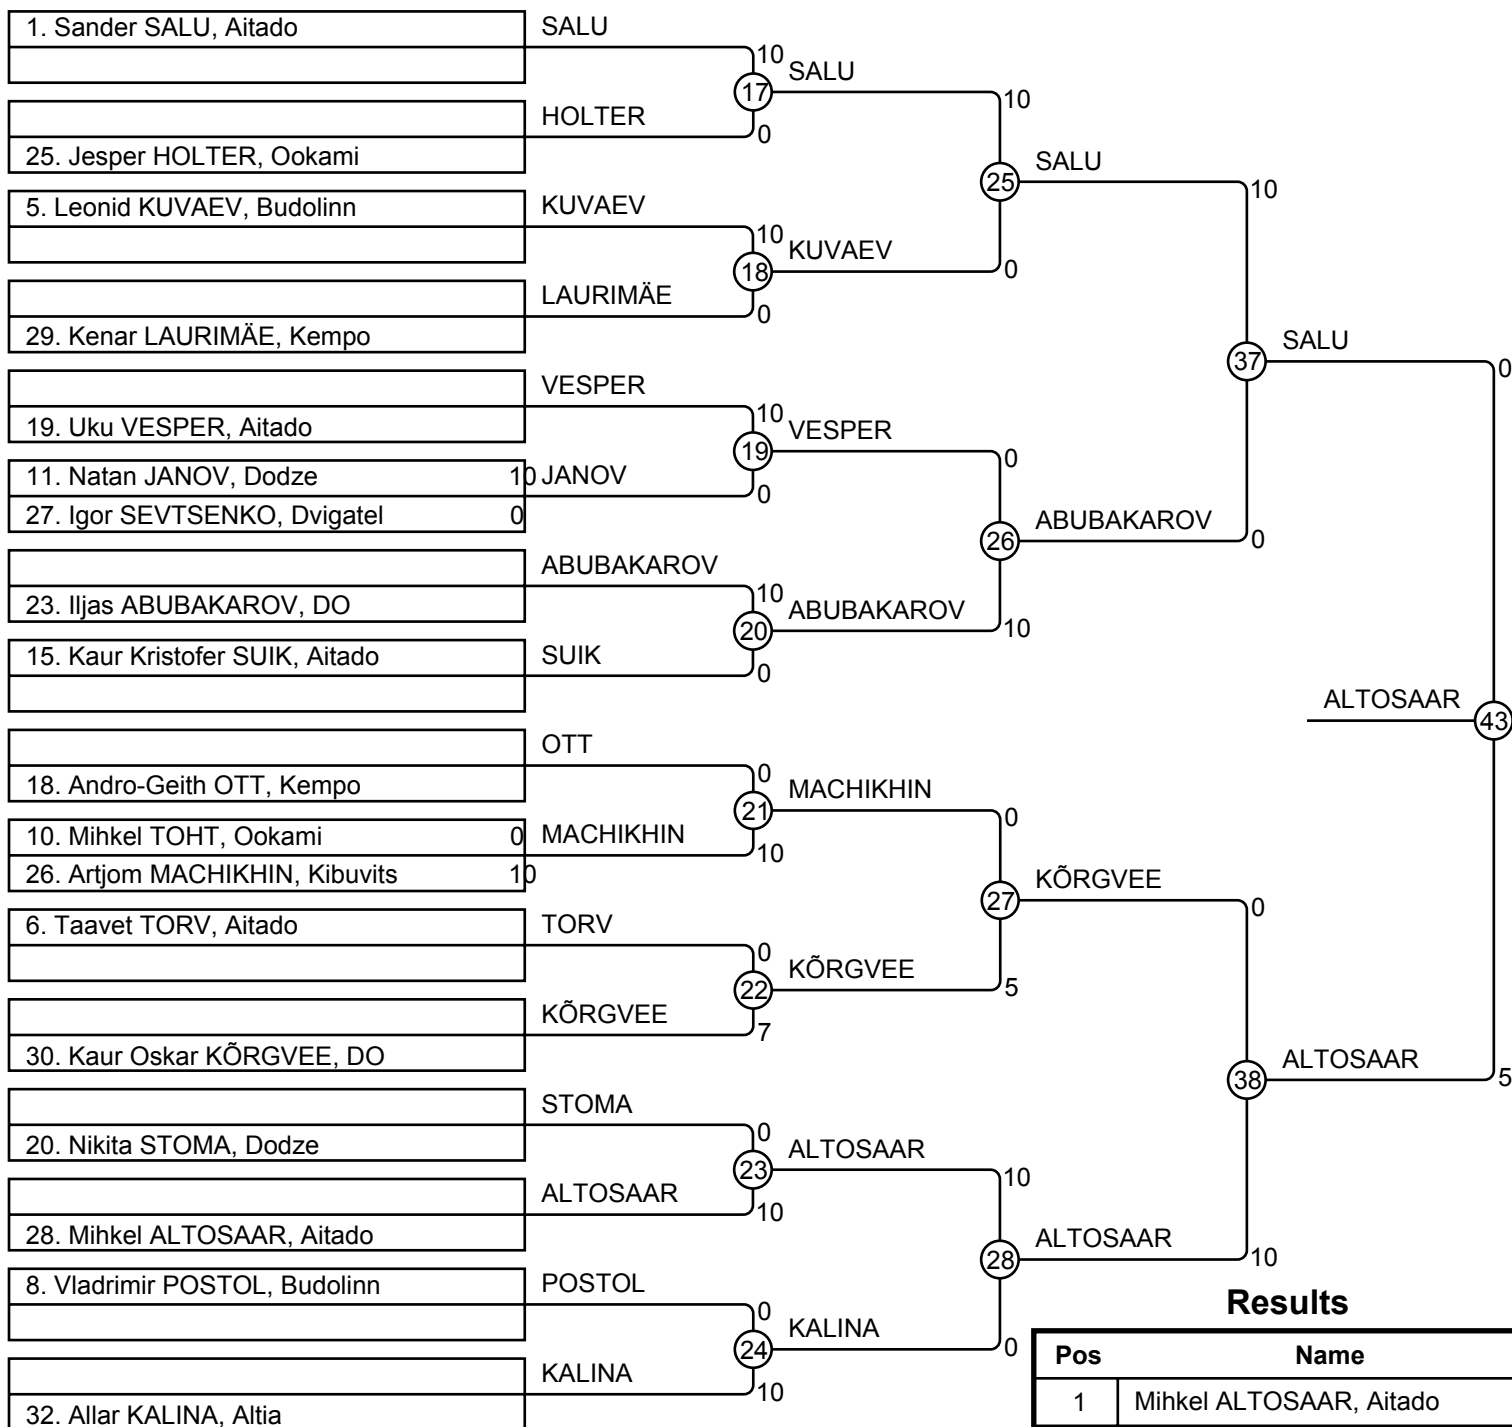 1. Sander SALU, Aitado
SALU
10
SALU
17
10
HOLTER
0
25. Jesper HOLTER, Ookami
SALU
25
10
5. Leonid KUVAEV, Budolinn
KUVAEV
10
KUVAEV
18
0
LAURIMÄE
0
29. Kenar LAURIMÄE, Kempo
SALU
37
0
VESPER
10
19. Uku VESPER, Aitado
VESPER
19
0
11. Natan JANOV, Dodze 10
JANOV
0
27. Igor SEVTSENKO, Dvigatel 0
ABUBAKAROV
26
0
ABUBAKAROV
10
23. Iljas ABUBAKAROV, DO
ABUBAKAROV
20
10
15. Kaur Kristofer SUIK, Aitado
SUIK
0
ALTOSAAR
43
OTT
0
18. Andro-Geith OTT, Kempo
MACHIKHIN
21
0
10. Mihkel TOHT, Ookami 0
MACHIKHIN
10
26. Artjom MACHIKHIN, Kibuvits 10
KÕRGVEE
27
0
6. Taavet TORV, Aitado
TORV
0
KÕRGVEE
22
5
KÕRGVEE
7
30. Kaur Oskar KÕRGVEE, DO
ALTOSAAR
38
5
STOMA
0
20. Nikita STOMA, Dodze
ALTOSAAR
23
10
ALTOSAAR
10
28. Mihkel ALTOSAAR, Aitado
ALTOSAAR
28
10
8. Vladrimir POSTOL, Budolinn
POSTOL
0
KALINA
24
0
KALINA
10
32. Allar KALINA, Altia
Results
Pos Name
1 Mihkel ALTOSAAR, Aitado